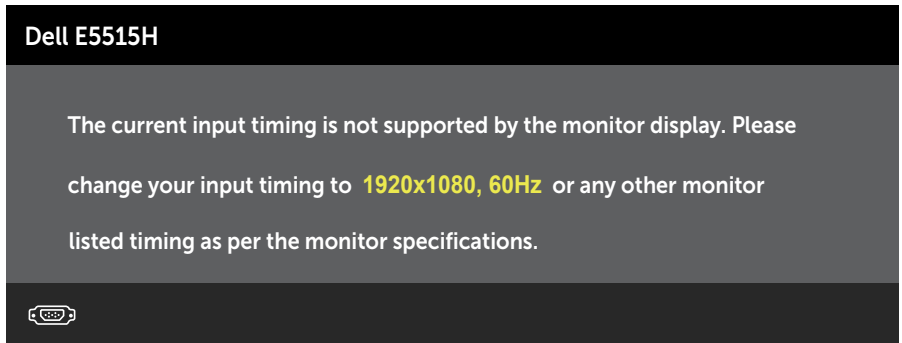 Dell E5515H
The current input timing is not supported by the monitor display. Please
change your input timing to 1920x1080, 60Hz or any other monitor
listed timing as per the monitor specifications.